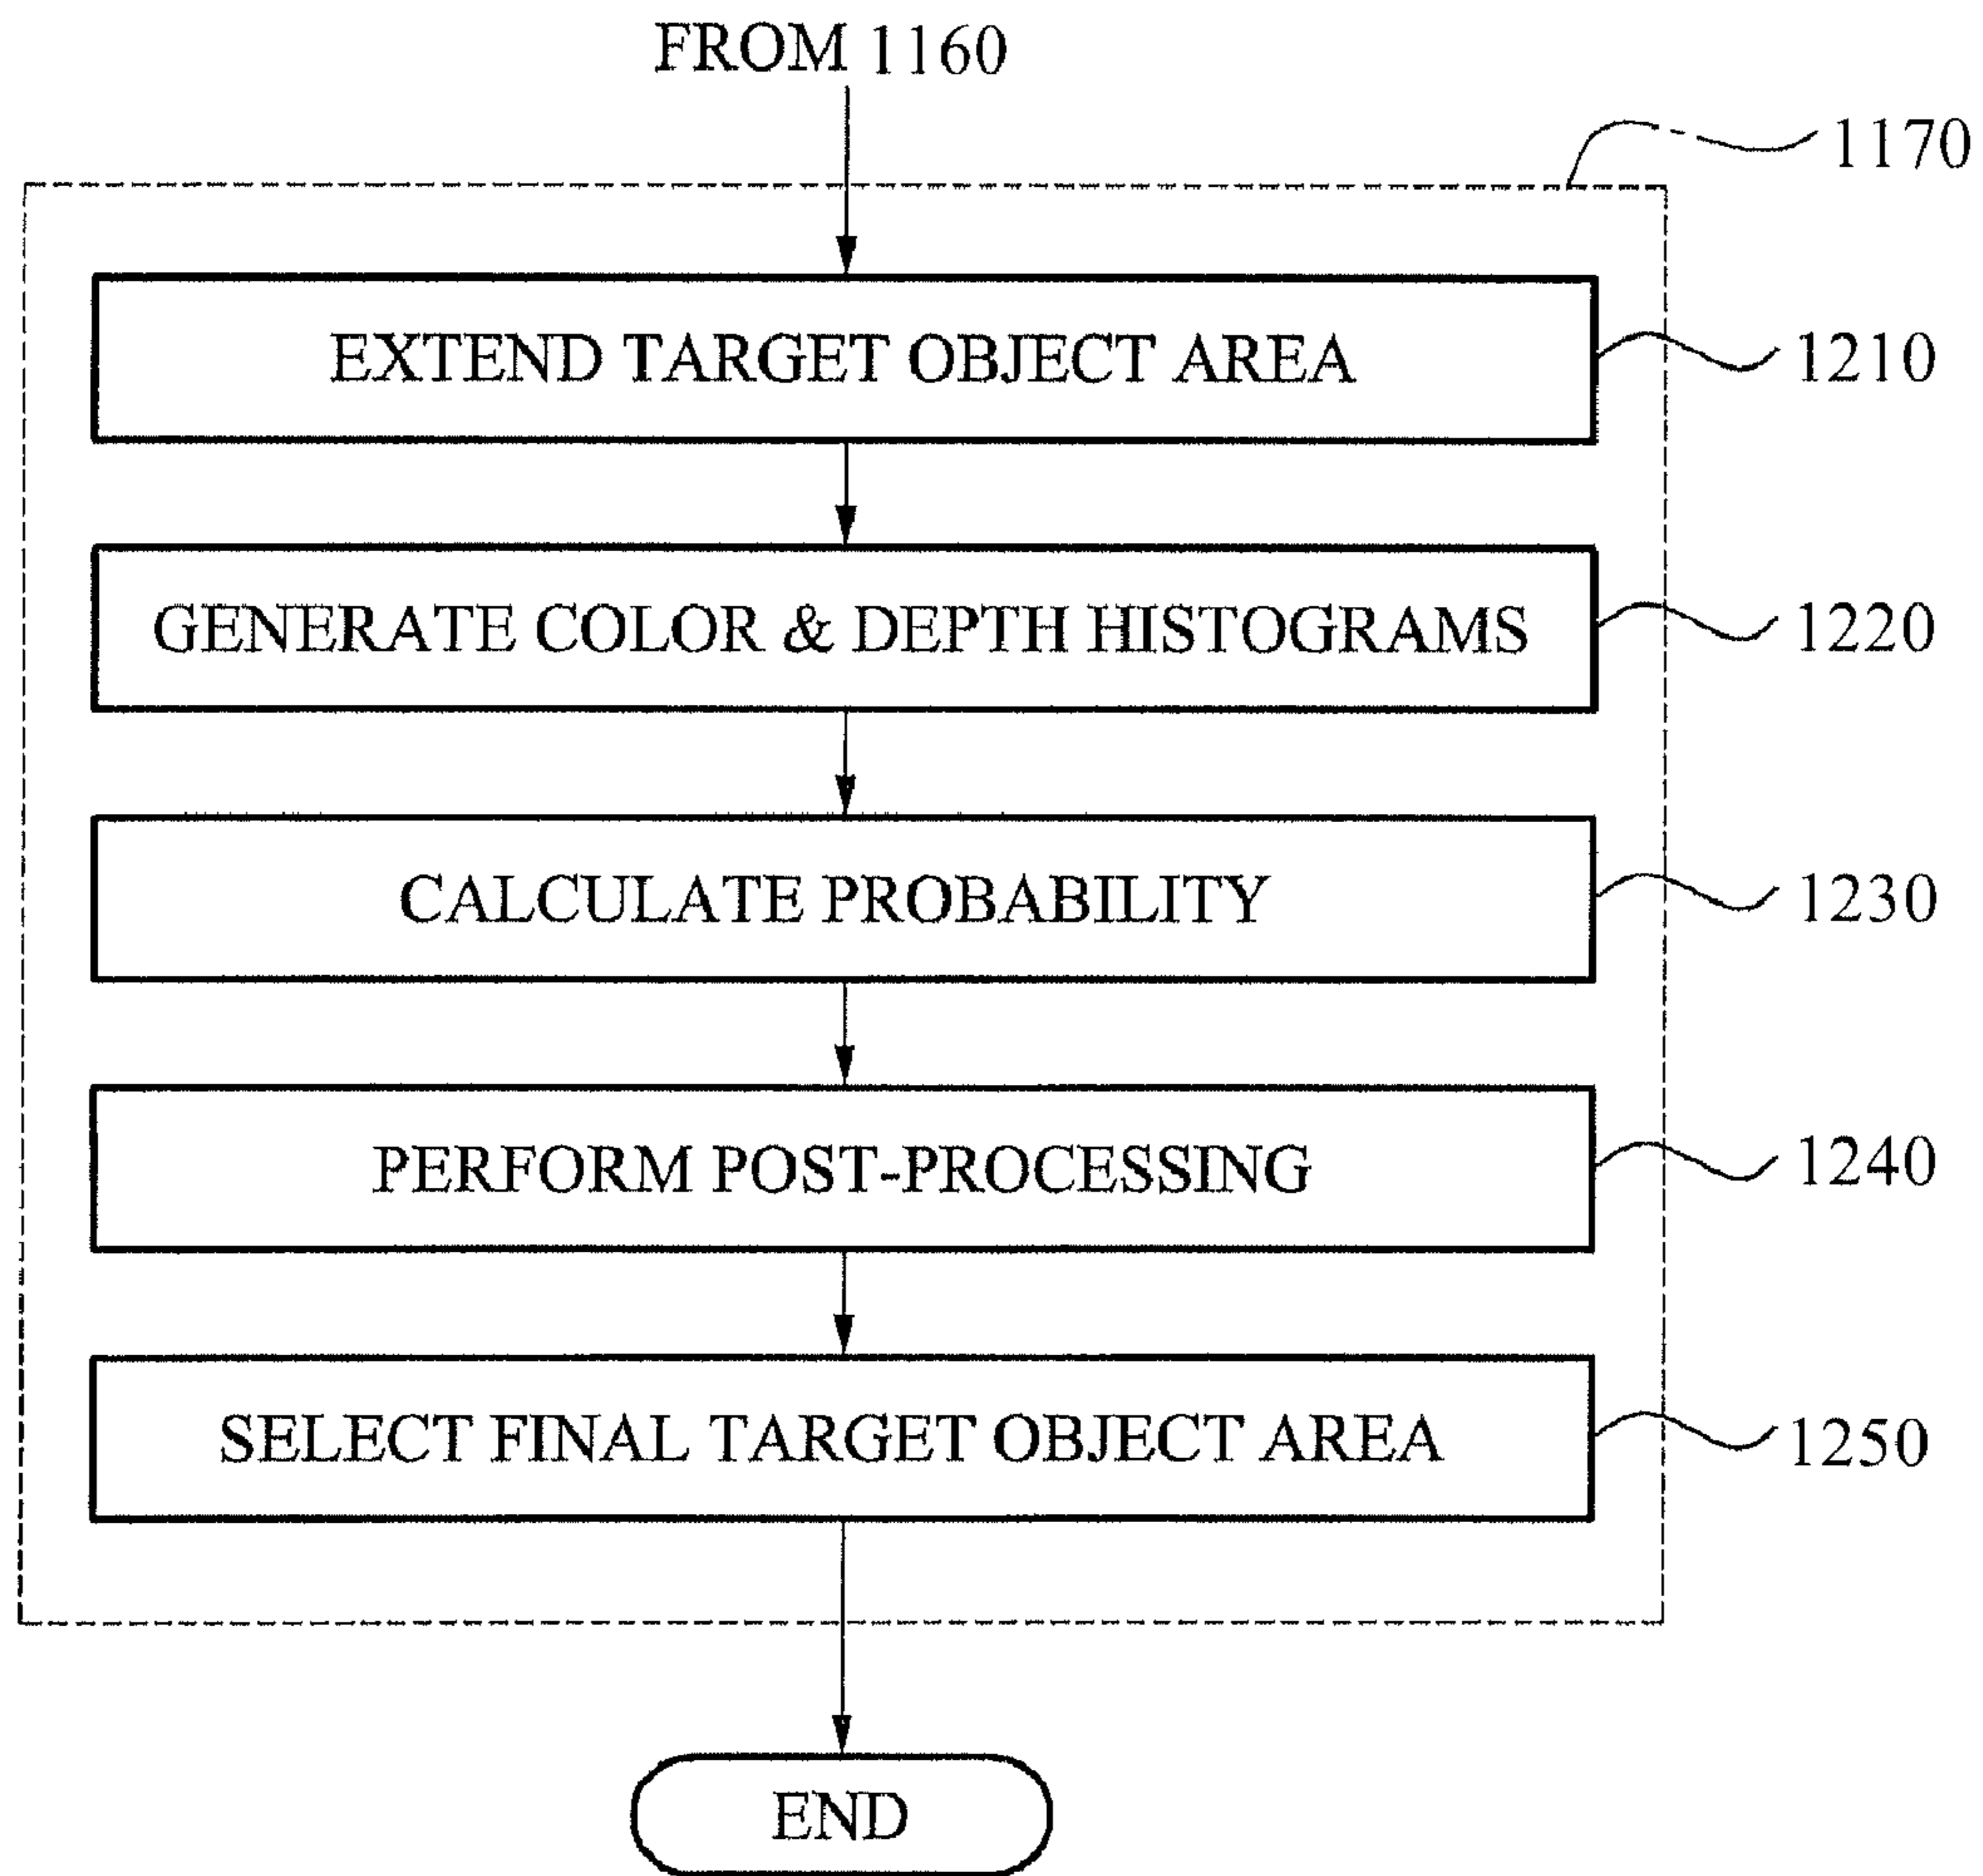 FROM 1160
1170
EXTEND TARGET OBJECT AREA
1210
GENERATE COLOR & DEPTH HISTOGRAMS
1220
CALCULATE PROBABILITY
1230
PERFORM POST-PROCESSING
1240
SELECT FINAL TARGET OBJECT AREA
1250
END